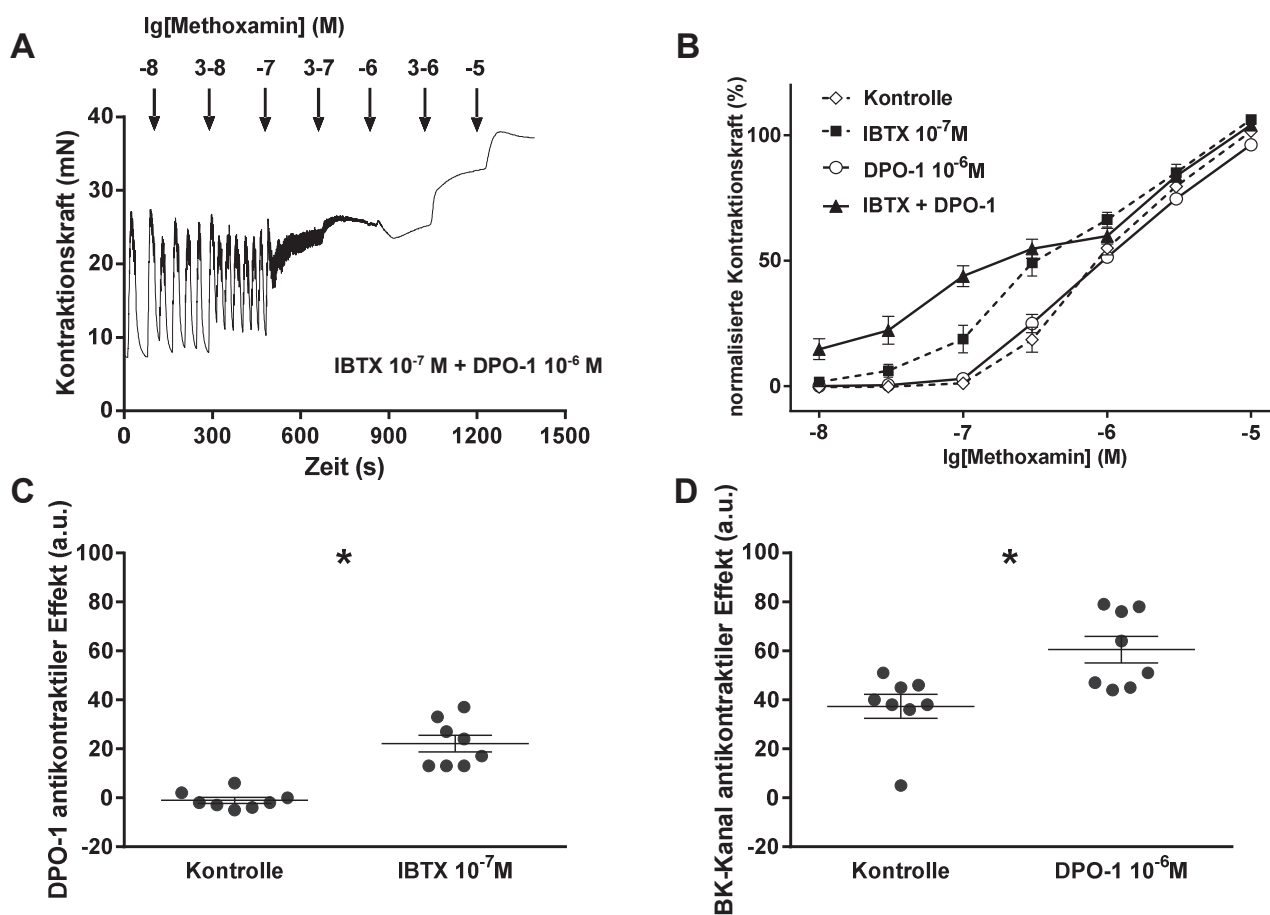 A
lg[Methoxamin] (M)
-8 3-8 -7 3-7 -6 3-6 -5
Kontraktionskraft (mN)
40
30
20
10
0
IBTX 10⁻⁷ M + DPO-1 10⁻⁶ M
0 300 600 900 1200 1500
Zeit (s)
B
normalisierte Kontraktionskraft (%)
100
50
0
Kontrolle
IBTX 10⁻⁷M
DPO-1 10⁻⁶M
IBTX + DPO-1
-8 -7 -6 -5
lg[Methoxamin] (M)
C
DPO-1 antikontraktiler Effekt (a.u.)
100
80
60
40
20
0
-20
*
Kontrolle IBTX 10⁻⁷M
D
BK-Kanal antikontraktiler Effekt (a.u.)
100
80
60
40
20
0
-20
*
Kontrolle DPO-1 10⁻⁶M